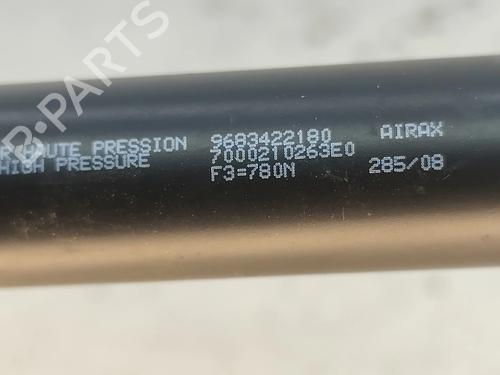 R HAUTE PRESSION 9683422180 AIRAX
HIGH PRESSURE 7000210263E0
F3=780N 285/08
B-PARTS